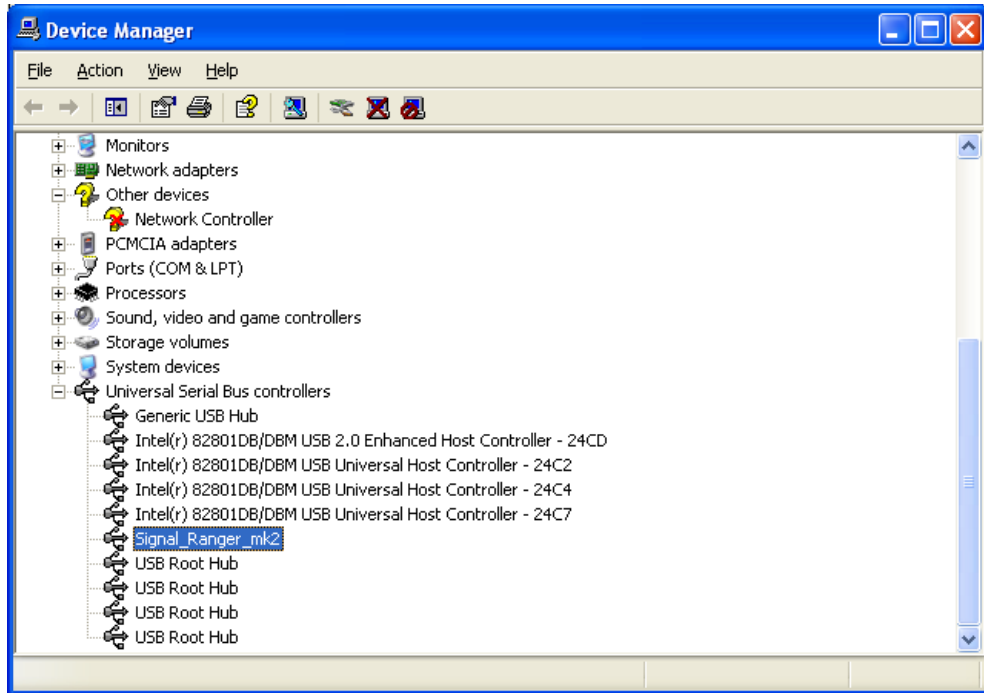 Device Manager
File Action View Help
Monitors
Network adapters
Other devices
Network Controller
PCMCIA adapters
Ports (COM & LPT)
Processors
Sound, video and game controllers
Storage volumes
System devices
Universal Serial Bus controllers
Generic USB Hub
Intel(r) 82801DB/DBM USB 2.0 Enhanced Host Controller - 24CD
Intel(r) 82801DB/DBM USB Universal Host Controller - 24C2
Intel(r) 82801DB/DBM USB Universal Host Controller - 24C4
Intel(r) 82801DB/DBM USB Universal Host Controller - 24C7
Signal_Ranger_mk2
USB Root Hub
USB Root Hub
USB Root Hub
USB Root Hub